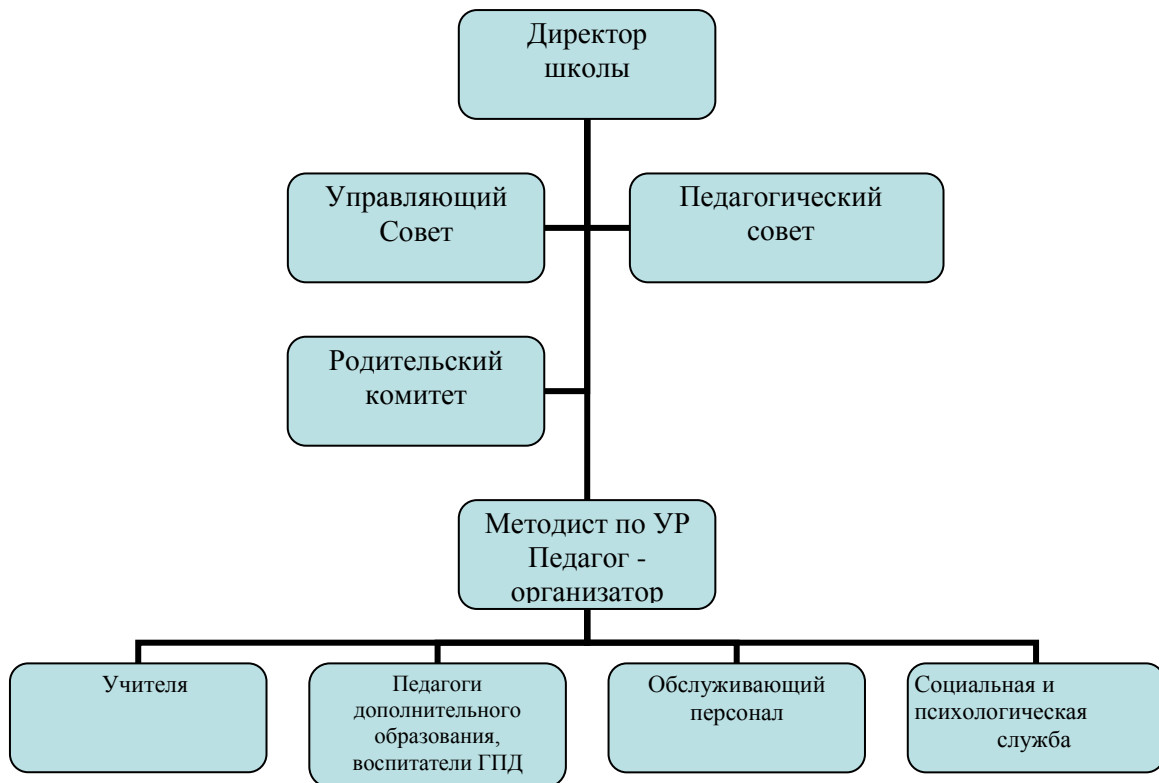 Директор
школы
Управляющий
Совет
Педагогический
совет
Родительский
комитет
Методист по УР
Педагог -
организатор
Учителя
Педагоги
дополнительного
образования,
воспитатели ГПД
Обслуживающий
персонал
Социальная и
психологическая
служба